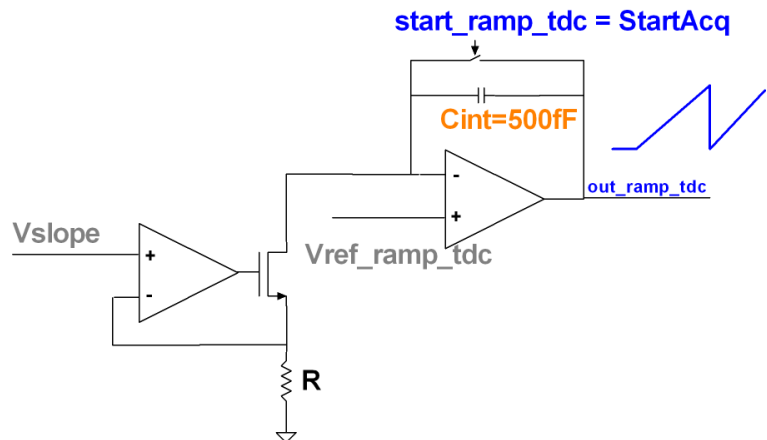 start_ramp_tdc = StartAcq
Cint=500fF
-
+
out_ramp_tdc
Vslope
Vref_ramp_tdc
+
-
R